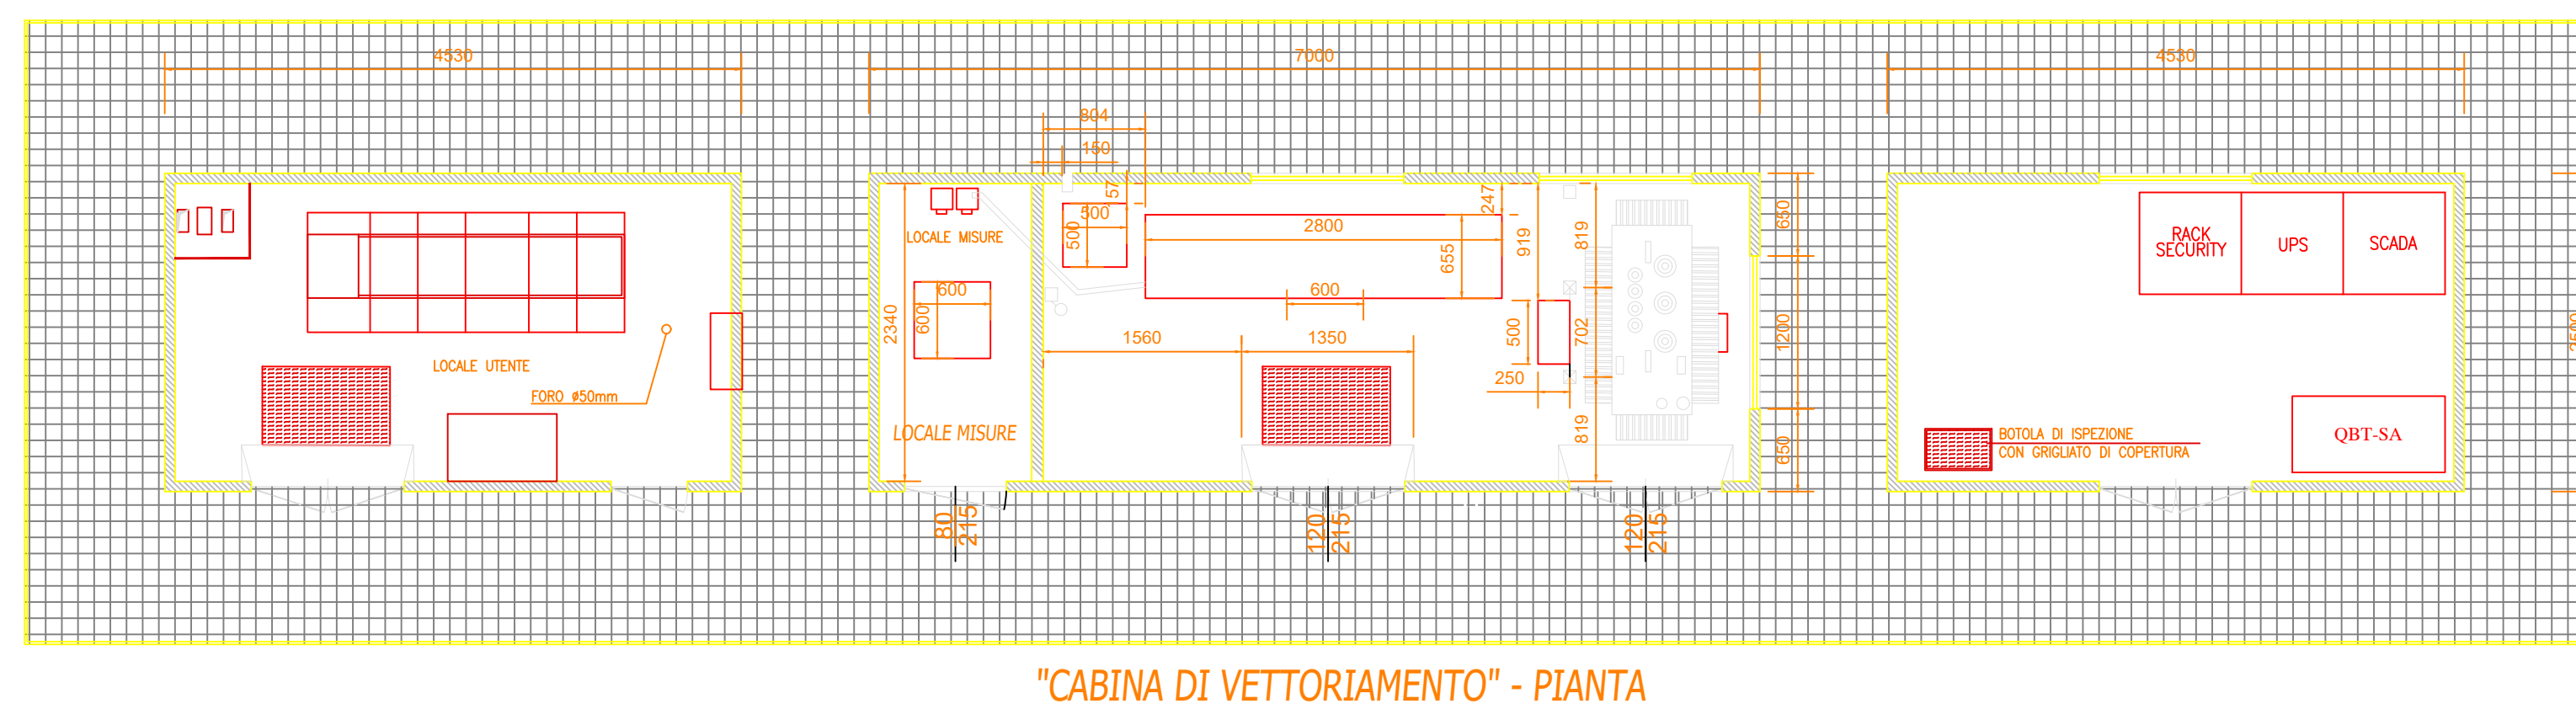 4530
7000
4530
804
150
157
500
500
247
2800
655
919
819
650
LOCALE MISURE
600
600
2340
600
1560
1350
500
702
250
819
1200
650
RACK
SECURITY
UPS
SCADA
LOCALE UTENTE
FORO ø50mm
LOCALE MISURE
BOTOLA DI ISPEZIONE
CON GRIGLIATO DI COPERTURA
QBT-SA
2500
80
215
120
215
120
215
"CABINA DI VETTORIAMENTO" - PIANTA